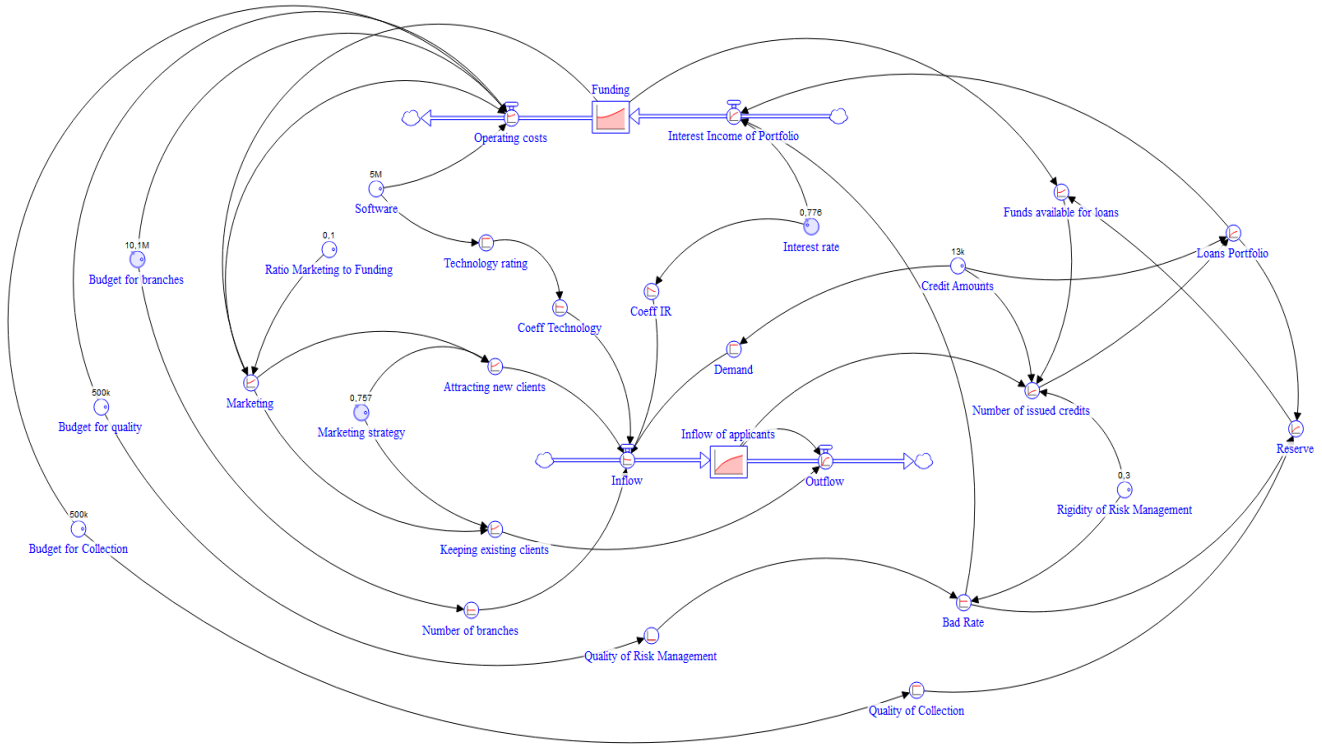 Funding
Operating costs
Interest Income of Portfolio
5M
Software
Funds available for loans
0,776
Interest rate
0,1
Ratio Marketing to Funding
10,1M
Budget for branches
Technology rating
Loans Portfolio
13k
Credit Amounts
Coeff IR
Coeff Technology
Demand
Attracting new clients
Marketing
0,757
Marketing strategy
500k
Budget for quality
Number of issued credits
Inflow of applicants
Reserve
Inflow
Outflow
0,3
Rigidity of Risk Management
500k
Budget for Collection
Keeping existing clients
Number of branches
Bad Rate
Quality of Risk Management
Quality of Collection